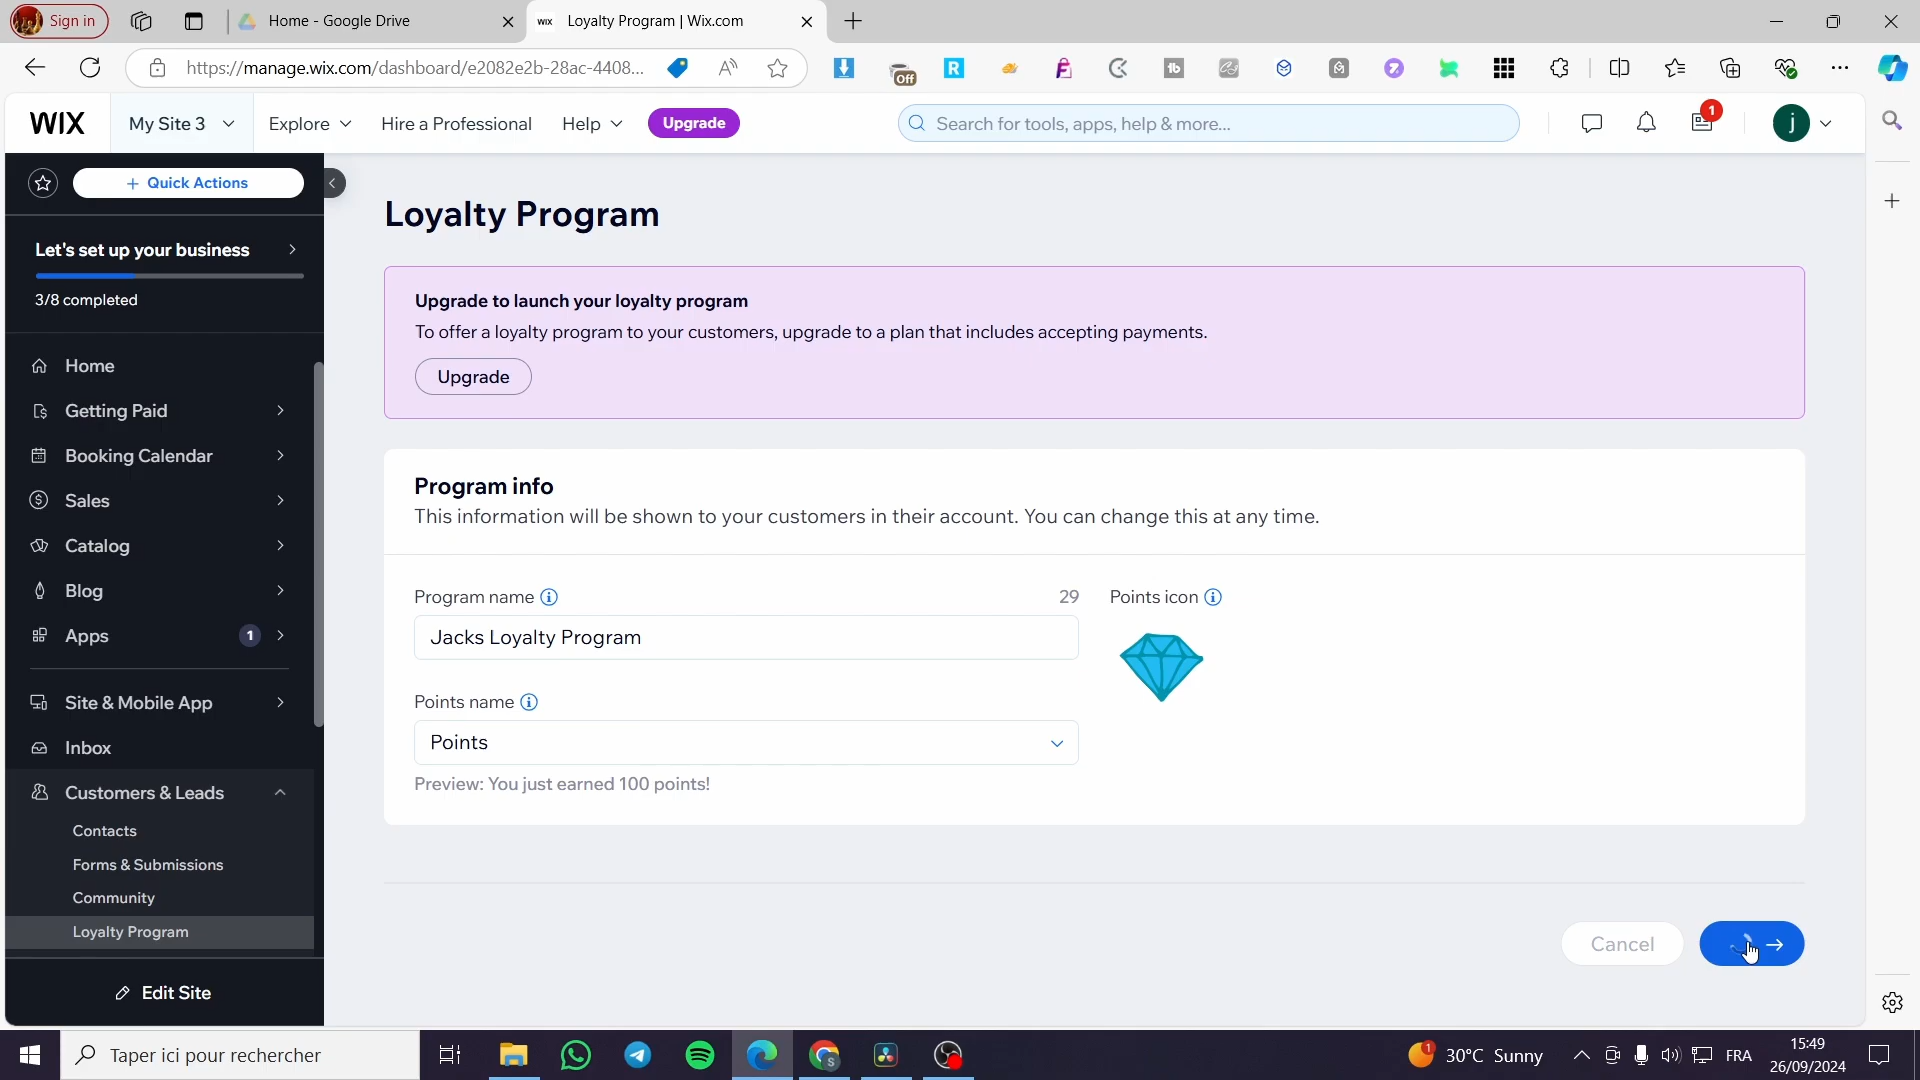 Sign in
Home - Google Drive
WIX Loyalty Program | Wix.com
https://manage.wix.com/dashboard/e2082e2b-28ac-4408...
Off
WIX
My Site 3
Explore
Hire a Professional
Help
Upgrade
Search for tools, apps, help & more...
1
j
Quick Actions
Let's set up your business
3/8 completed
Home
Getting Paid
Booking Calendar
Sales
Catalog
Blog
Apps 1
Site & Mobile App
Inbox
Customers & Leads
Contacts
Forms & Submissions
Community
Loyalty Program
Edit Site
Loyalty Program
Upgrade to launch your loyalty program
To offer a loyalty program to your customers, upgrade to a plan that includes accepting payments.
Upgrade
Program info
This information will be shown to your customers in their account. You can change this at any time.
Program name 29
Jacks Loyalty Program
Points icon
Points name
Points
Preview: You just earned 100 points!
Cancel
Taper ici pour rechercher
1
30°C Sunny
FRA
15:49
26/09/2024